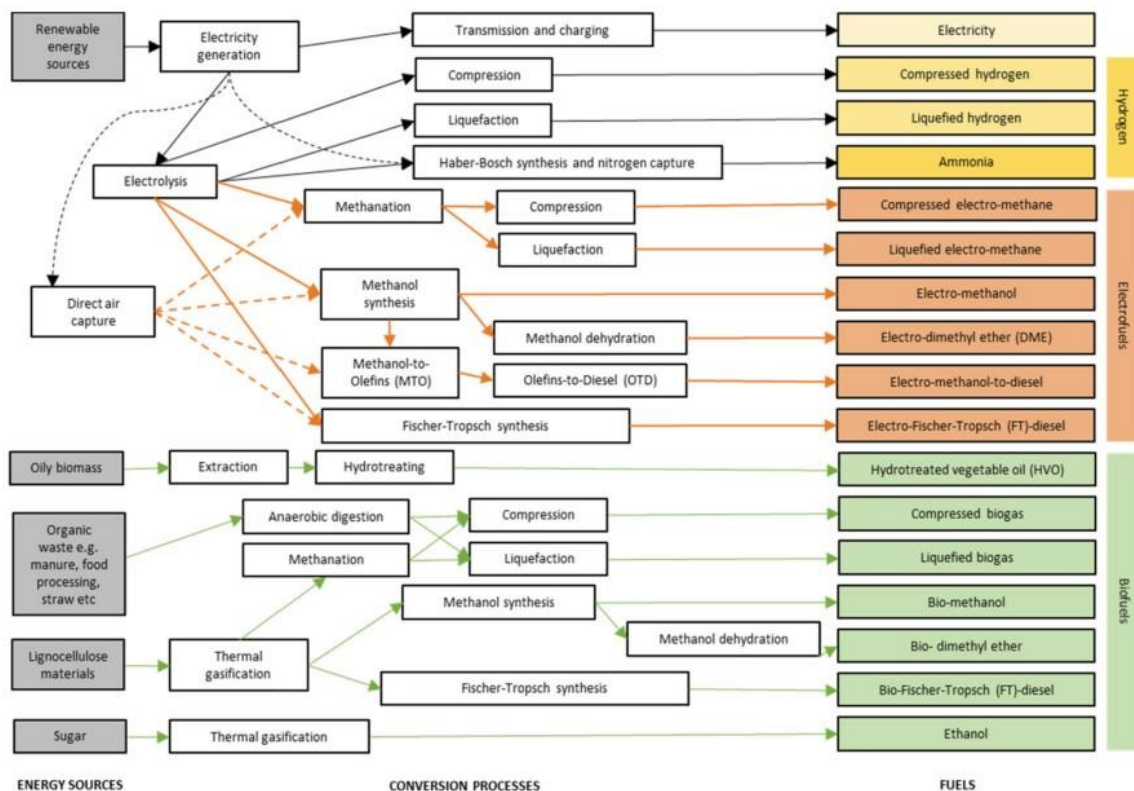 Renewable
energy
sources
Electricity
generation
Transmission and charging
Electricity
Compression
Compressed hydrogen
Liquefaction
Liquefied hydrogen
Haber-Bosch synthesis and nitrogen capture
Ammonia
Hydrogen
Electrolysis
Methanation
Compression
Compressed electro-methane
Liquefaction
Liquefied electro-methane
Direct air
capture
Methanol
synthesis
Electro-methanol
Methanol dehydration
Electro-dimethyl ether (DME)
Methanol-to-
Olefins (MTO)
Olefins-to-Diesel (OTD)
Electro-methanol-to-diesel
Fischer-Tropsch synthesis
Electro-Fischer-Tropsch (FT)-diesel
Electrofuels
Oily biomass
Extraction
Hydrotreating
Hydrotreated vegetable oil (HVO)
Organic
waste e.g.
manure, food
processing,
straw etc
Anaerobic digestion
Compression
Compressed biogas
Methanation
Liquefaction
Liquefied biogas
Methanol synthesis
Bio-methanol
Methanol dehydration
Bio- dimethyl ether
Lignocellulose
materials
Thermal
gasification
Fischer-Tropsch synthesis
Bio-Fischer-Tropsch (FT)-diesel
Sugar
Thermal gasification
Ethanol
Biofuels
ENERGY SOURCES
CONVERSION PROCESSES
FUELS